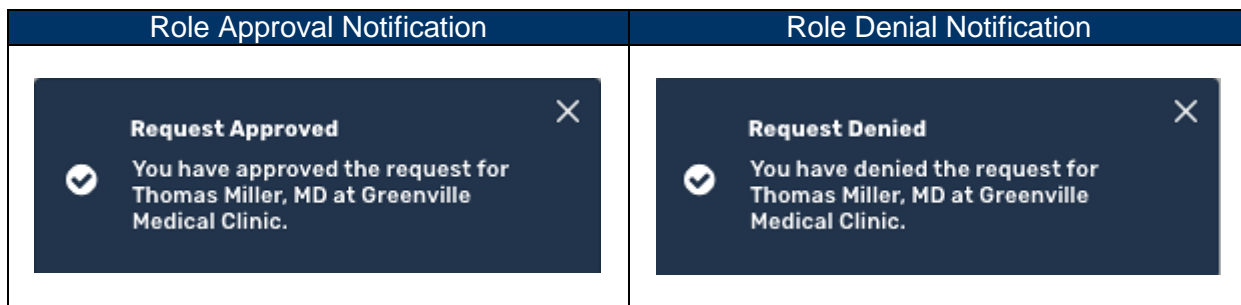 Role Approval Notification
Role Denial Notification
Request Approved
You have approved the request for
Thomas Miller, MD at Greenville
Medical Clinic.
Request Denied
You have denied the request for
Thomas Miller, MD at Greenville
Medical Clinic.